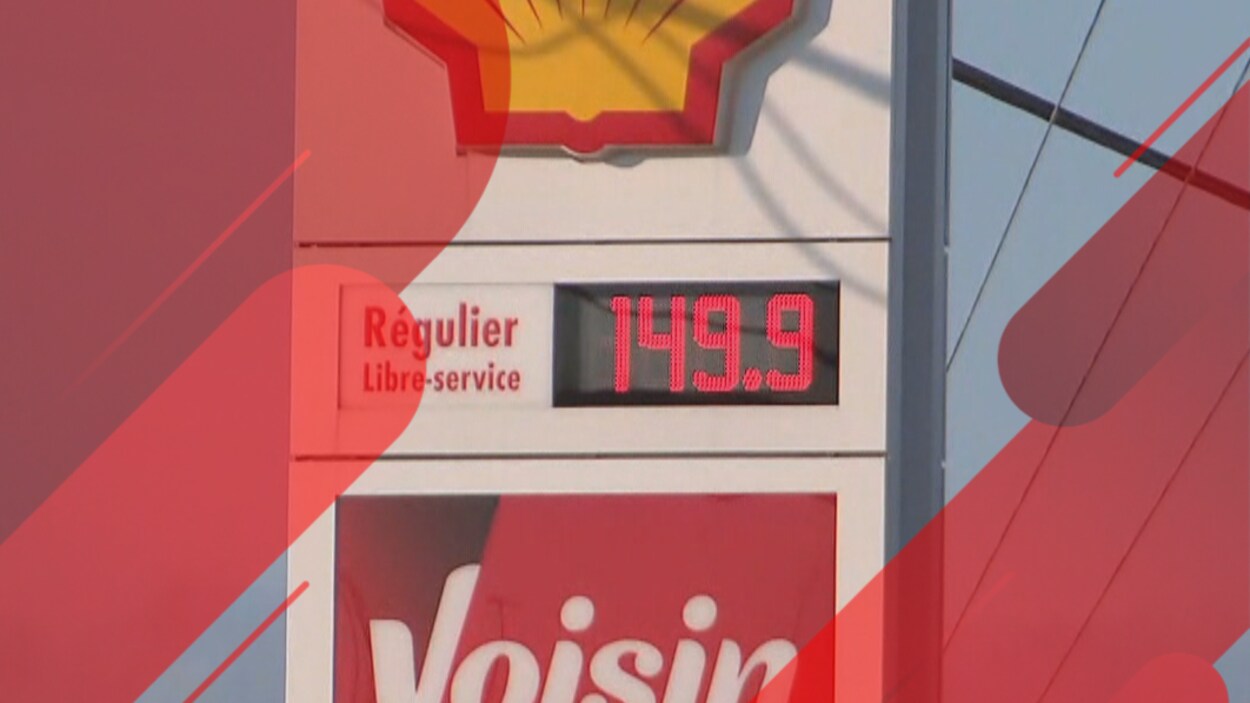 Régulier
Libre-service
149.9
Voisin